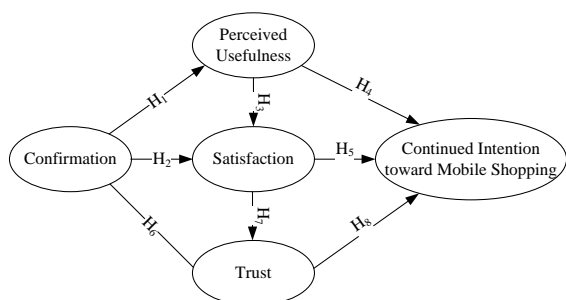 Perceived
Usefulness
H1
H3
H4
Confirmation
H2
Satisfaction
H5
Continued Intention
toward Mobile Shopping
H6
H7
H8
Trust